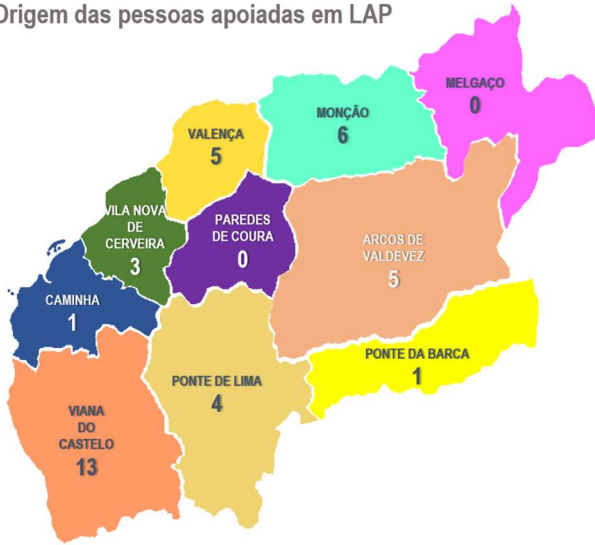 Origem das pessoas apoiadas em LAP
MELGAÇO
0
MONÇÃO
6
VALENÇA
5
VILA NOVA
DE
CERVEIRA
3
PAREDES
DE COURA
0
ARCOS DE
VALDEVEZ
5
CAMINHA
1
PONTE DA BARCA
1
PONTE DE LIMA
4
VIANA
DO
CASTELO
13